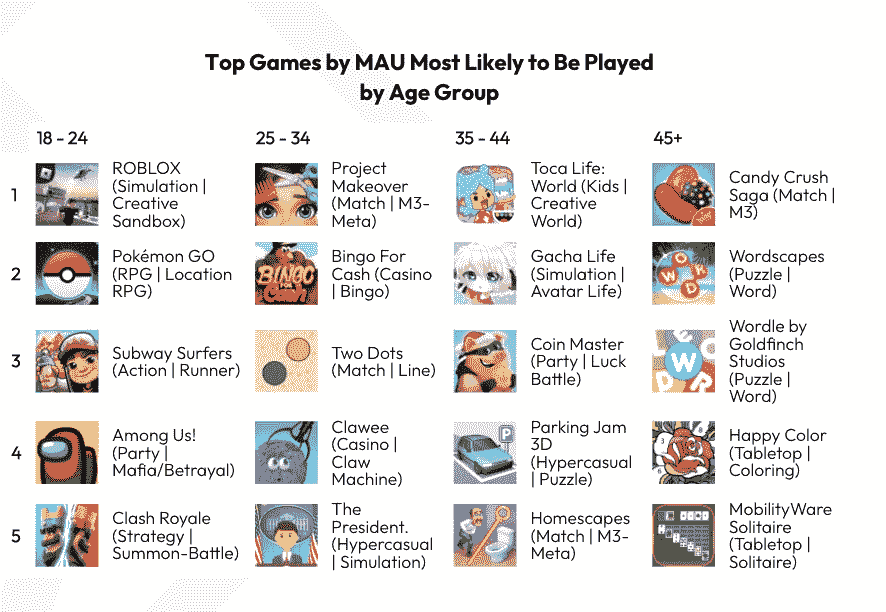 Top Games by MAU Most Likely to Be Played
by Age Group
18 - 24
25 - 34
35 - 44
45+
1
ROBLOX
(Simulation |
Creative
Sandbox)
Project
Makeover
(Match | M3-
Meta)
Toca Life:
World (Kids |
Creative
World)
Candy Crush
Saga (Match |
M3)
2
Pokémon GO
(RPG | Location
RPG)
BINGO
Bingo For
Cash (Casino
| Bingo)
Gacha Life
(Simulation |
Avatar Life)
WORD
Wordscapes
(Puzzle |
Word)
3
Subway Surfers
(Action | Runner)
Two Dots
(Match | Line)
Coin Master
(Party | Luck
Battle)
W
Wordle by
Goldfinch
Studios
(Puzzle |
Word)
4
Among Us!
(Party |
Mafia/Betrayal)
Clawee
(Casino |
Claw
Machine)
P
Parking Jam
3D
(Hypercasual
| Puzzle)
Happy Color
(Tabletop |
Coloring)
5
Clash Royale
(Strategy |
Summon-Battle)
The
President.
(Hypercasual
| Simulation)
Homescapes
(Match | M3-
Meta)
MobilityWare
Solitaire
(Tabletop |
Solitaire)